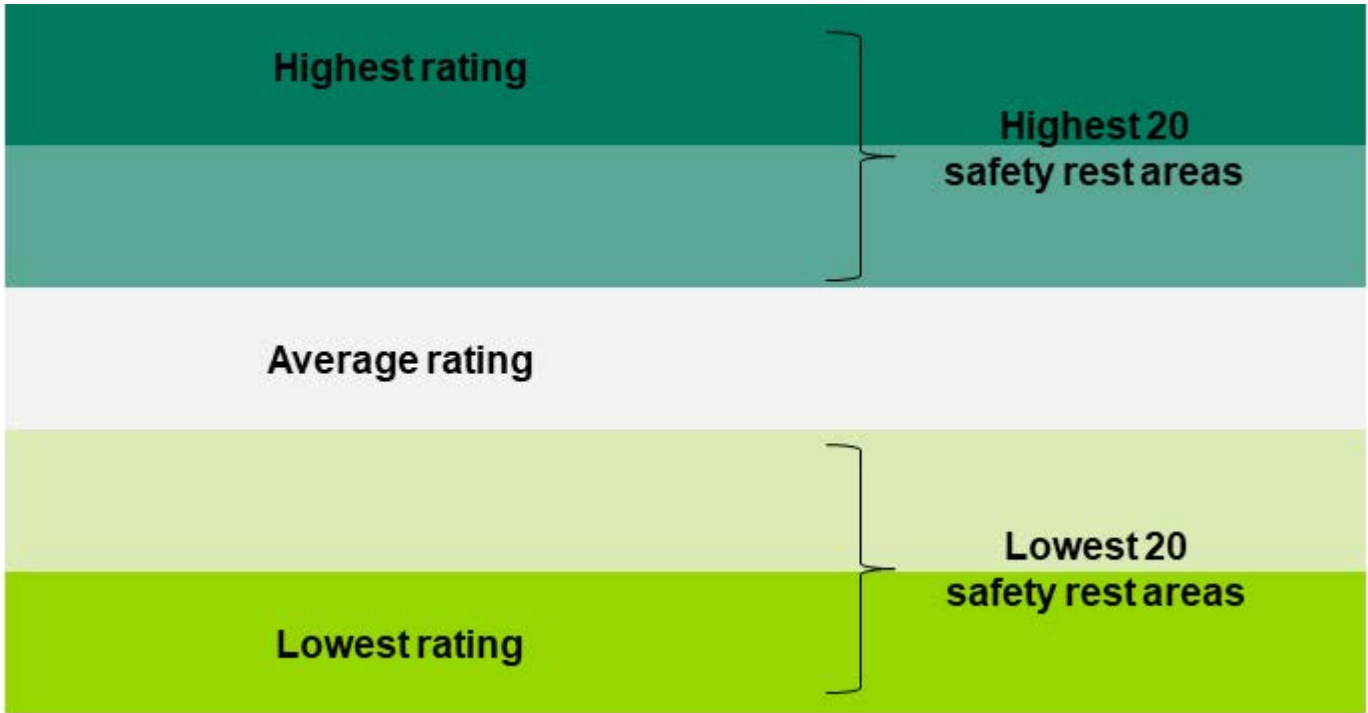 Highest rating
Highest 20
safety rest areas
Average rating
Lowest 20
safety rest areas
Lowest rating